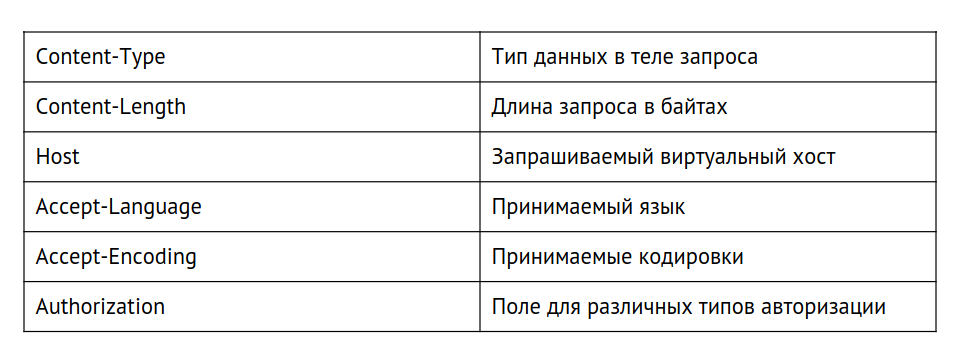 Content-Type Тип данных в теле запроса
Content-Length Длина запроса в байтах
Host Запрашиваемый виртуальный хост
Accept-Language Принимаемый язык
Accept-Encoding Принимаемые кодировки
Authorization Поле для различных типов авторизации